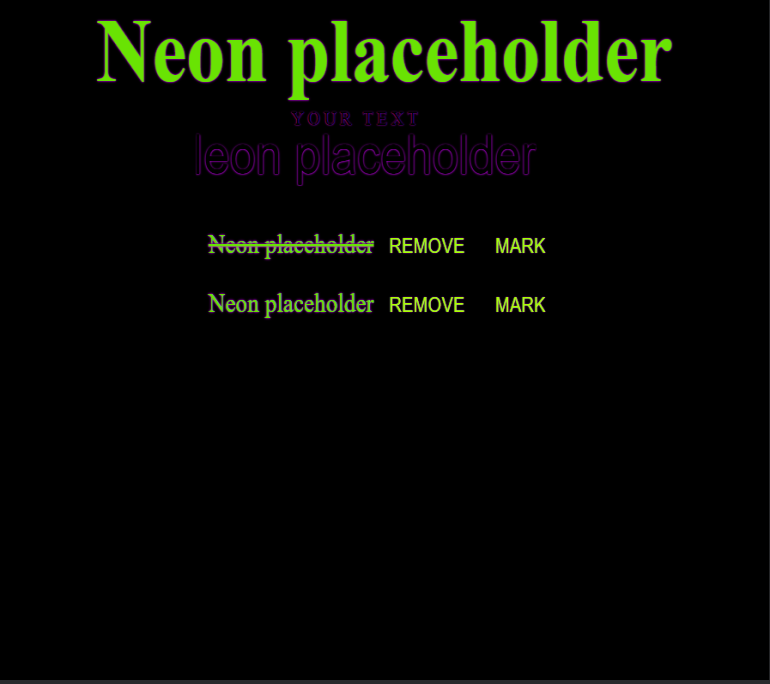 Neon placeholder
YOUR TEXT
leon placeholder
Neon placeholder REMOVE MARK
Neon placeholder REMOVE MARK